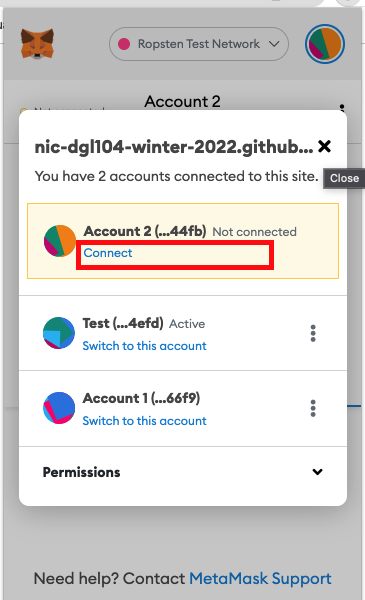 Ropsten Test Network
Account 2
Not connected
nic-dgl104-winter-2022.github...
You have 2 accounts connected to this site.
Close
Account 2 (...44fb) Not connected
Connect
Test (...4efd) Active
Switch to this account
Account 1 (...66f9)
Switch to this account
Permissions
Need help? Contact MetaMask Support